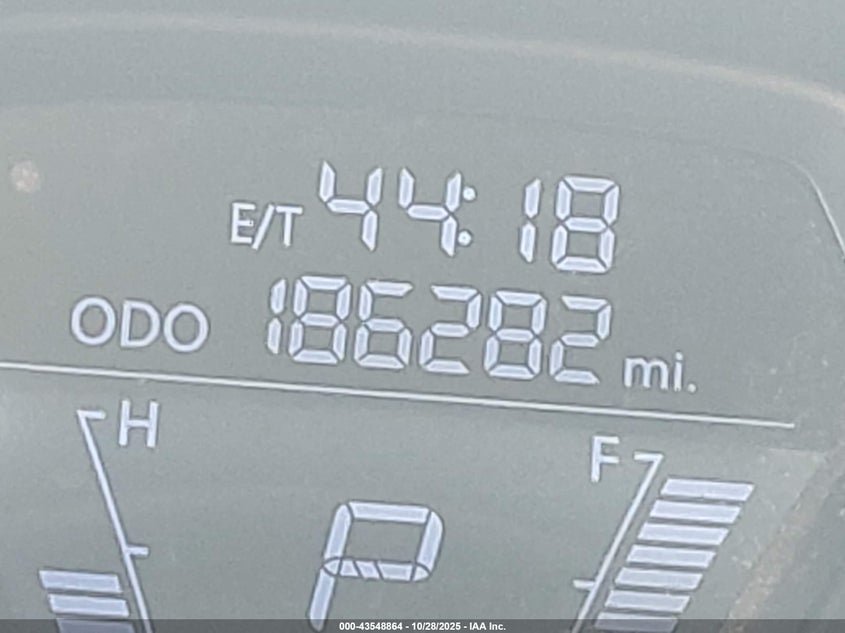 E/T 44:18
ODO 186282 mi.
H
F
P
000-43548864 - 10/28/2025 - IAA Inc.